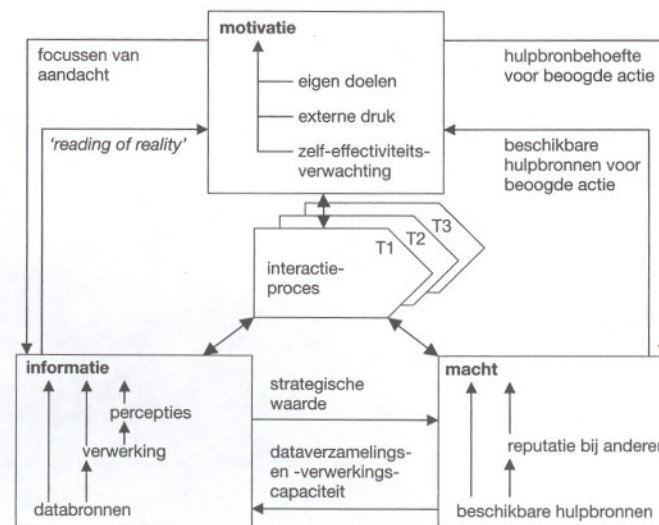 motivatie
eigen doelen
externe druk
zelf-effectiviteits-
verwachting
focussen van
aandacht
'reading of reality'
hulpbronbehoefte
voor beoogde actie
beschikbare
hulpbronnen voor
beoogde actie
T1
T2
T3
interactie-
proces
informatie
percepties
verwerking
databronnen
strategische
waarde
dataverzamelings-
en -verwerkings-
capaciteit
macht
reputatie bij anderen
beschikbare hulpbronnen